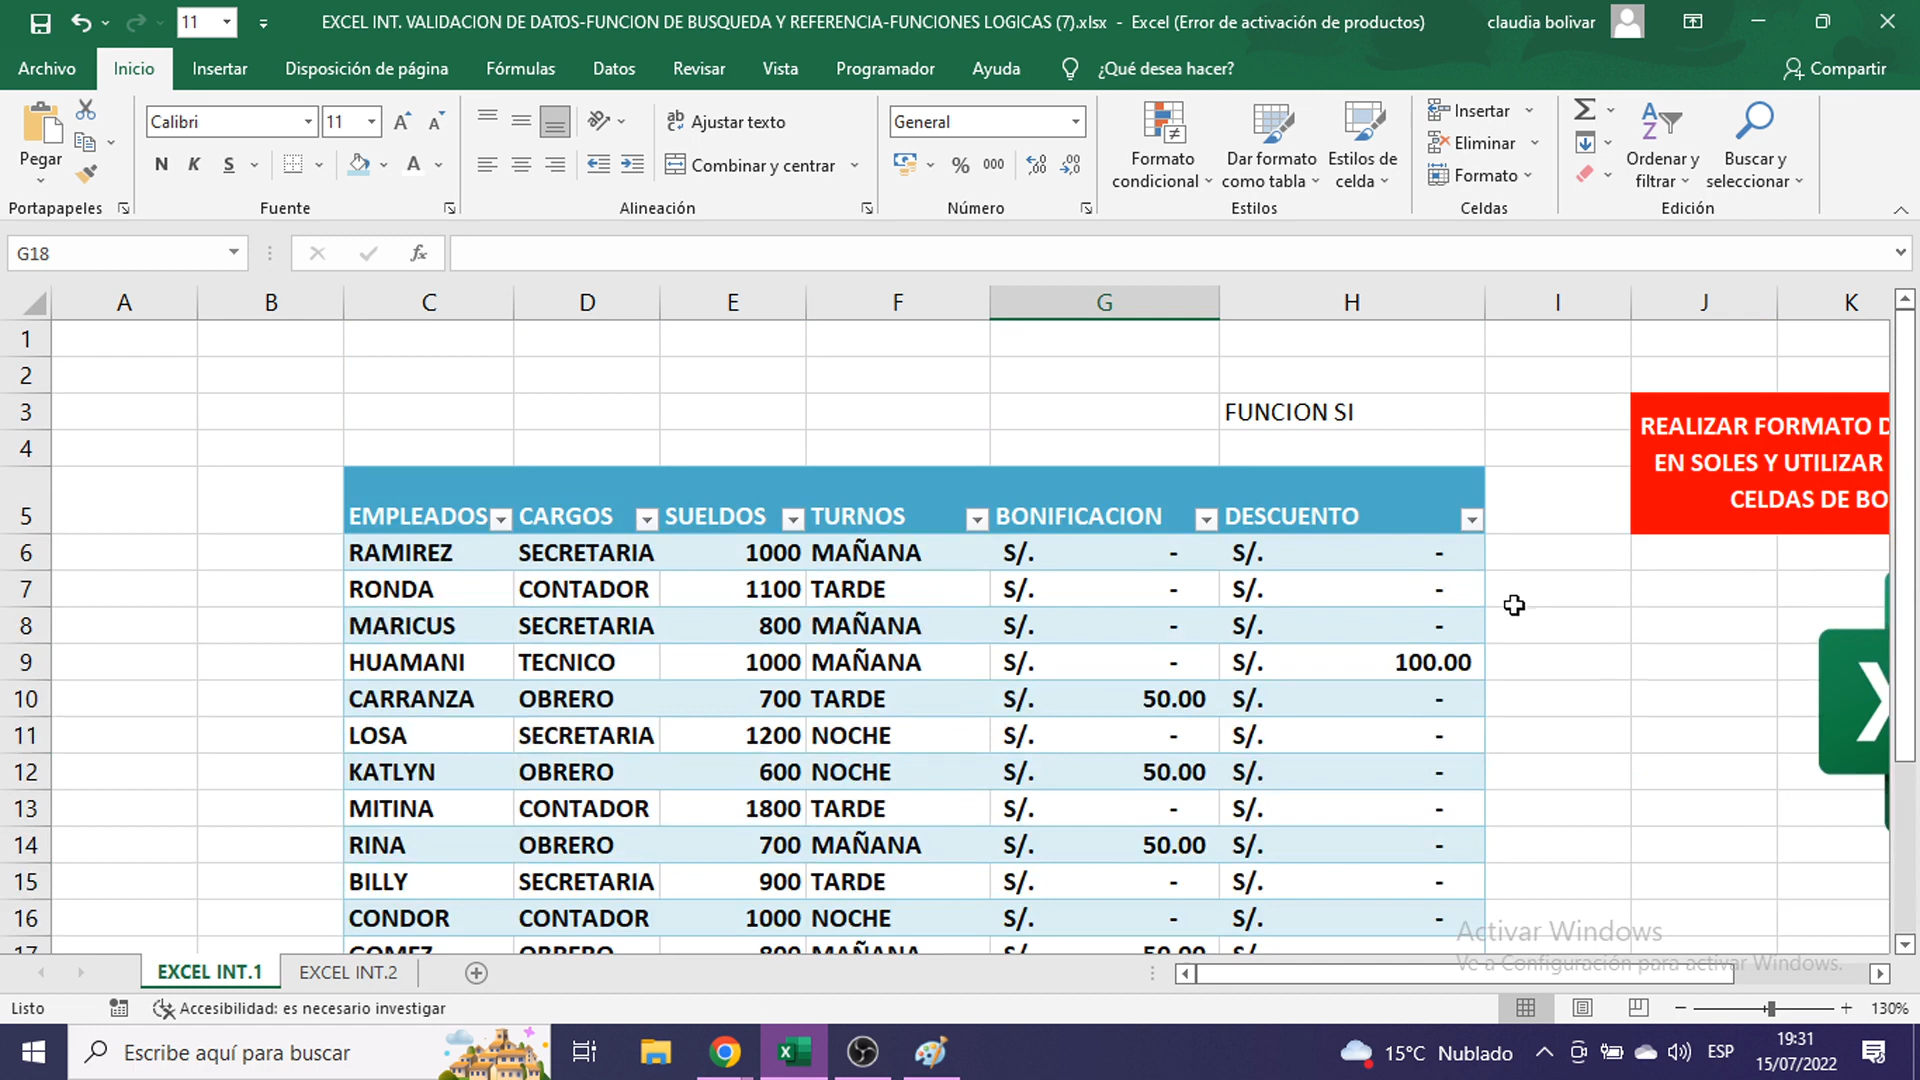 11
EXCEL INT. VALIDACION DE DATOS-FUNCION DE BUSQUEDA Y REFERENCIA-FUNCIONES LOGICAS (7).xlsx - Excel (Error de activación de productos)
claudia bolivar
Archivo Inicio Insertar Disposición de página Fórmulas Datos Revisar Vista Programador Ayuda ¿Qué desea hacer? Compartir
Pegar
Calibri 11
N K S
Ajustar texto
Combinar y centrar
General
% 000
Formato condicional
Dar formato como tabla
Estilos de celda
Insertar
Eliminar
Formato
Ordenar y filtrar
Buscar y seleccionar
Portapapeles Fuente Alineación Número Estilos Celdas Edición
G18 fx
A B C D E F G H I J K
1
2
3 FUNCION SI
4
REALIZAR FORMATO
EN SOLES Y UTILIZAR
CELDAS DE BO
5 EMPLEADOS CARGOS SUELDOS TURNOS BONIFICACION DESCUENTO
6 RAMIREZ SECRETARIA 1000 MAÑANA S/. - S/. -
7 RONDA CONTADOR 1100 TARDE S/. - S/. -
8 MARICUS SECRETARIA 800 MAÑANA S/. - S/. -
9 HUAMANI TECNICO 1000 MAÑANA S/. - S/. 100.00
10 CARRANZA OBRERO 700 TARDE S/. 50.00 S/. -
11 LOSA SECRETARIA 1200 NOCHE S/. - S/. -
12 KATLYN OBRERO 600 NOCHE S/. 50.00 S/. -
13 MITINA CONTADOR 1800 TARDE S/. - S/. -
14 RINA OBRERO 700 MAÑANA S/. 50.00 S/. -
15 BILLY SECRETARIA 900 TARDE S/. - S/. -
16 CONDOR CONTADOR 1000 NOCHE S/. - S/. -
17 GOMEZ OBRERO 800 MAÑANA S/. 50.00 S/.
Activar Windows
Ve a Configuración para activar Windows.
EXCEL INT.1 EXCEL INT.2
Listo Accesibilidad: es necesario investigar 130%
Escribe aquí para buscar
15°C Nublado
ESP
19:31
15/07/2022